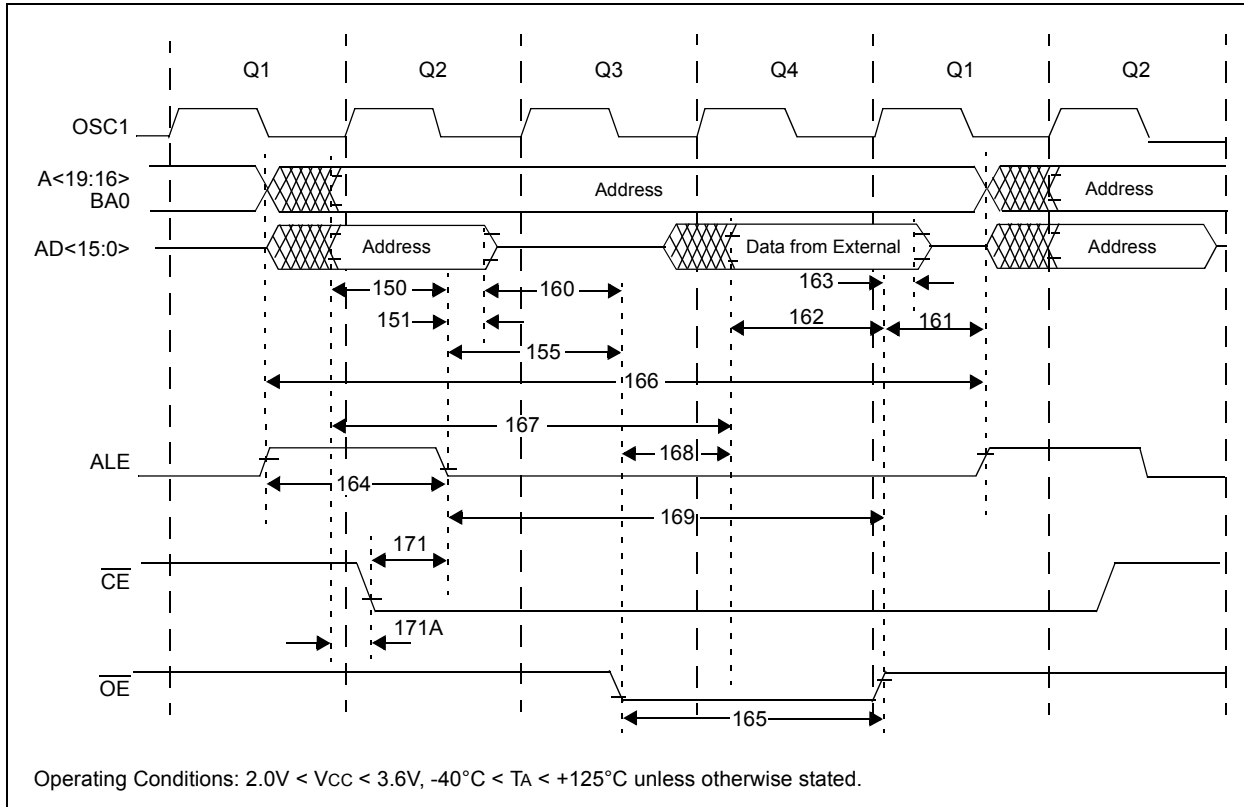 Q1 Q2 Q3 Q4 Q1 Q2
OSC1
A<19:16>
BA0
Address Address
AD<15:0>
Address Data from External Address
150 160 163
151 162 161
155
166
167
168
ALE
164
169
171
CE
171A
OE
165
Operating Conditions: 2.0V < VCC < 3.6V, -40°C < TA < +125°C unless otherwise stated.